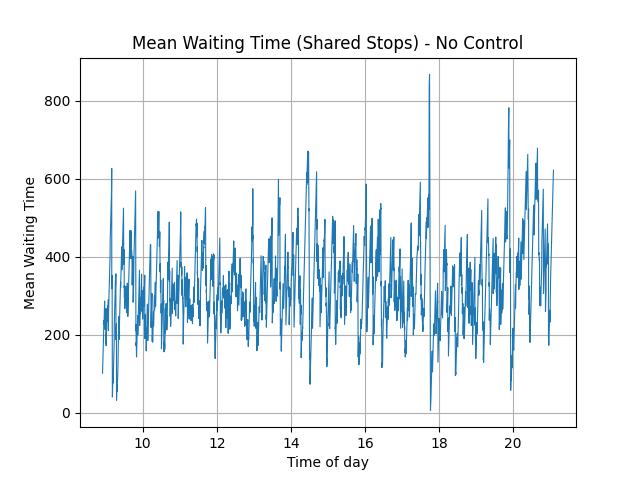 Mean Waiting Time (Shared Stops) - No Control
Mean Waiting Time
800
600
400
200
0
10 12 14 16 18 20
Time of day